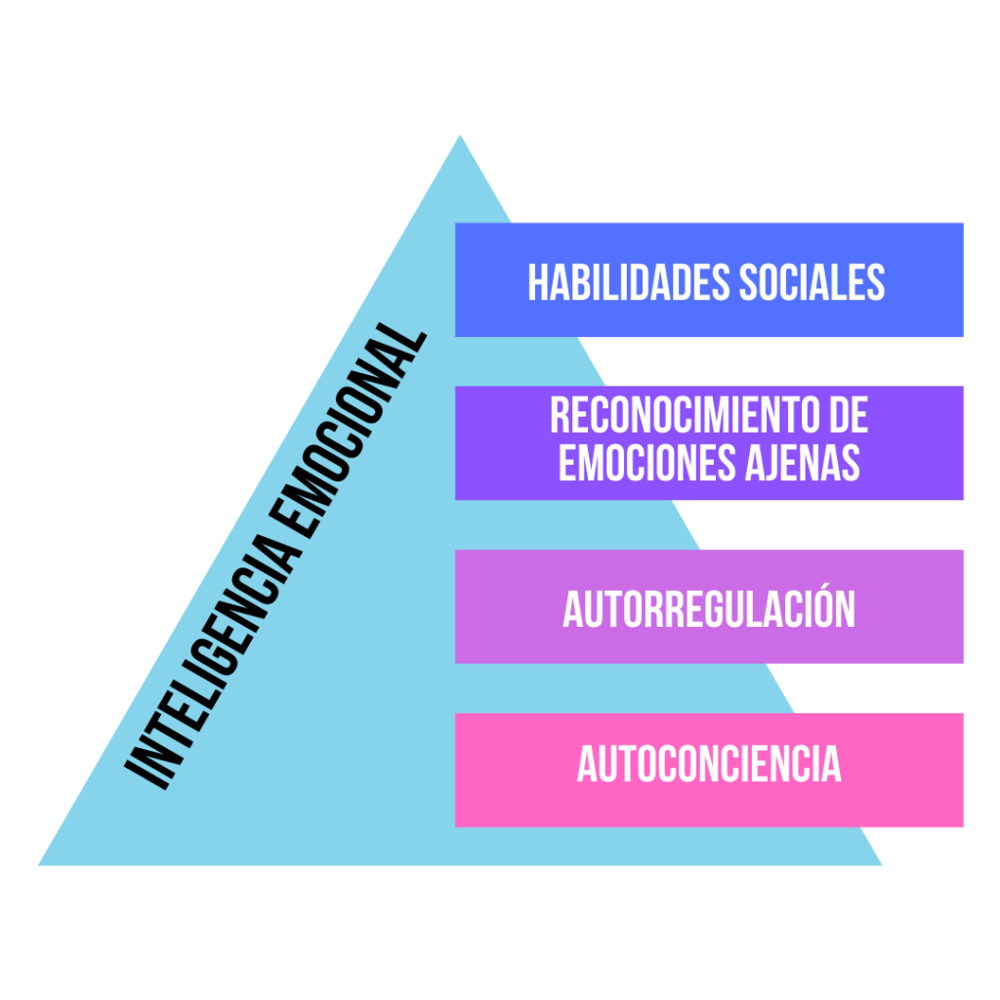 INTELIGENCIA EMOCIONAL
HABILIDADES SOCIALES
RECONOCIMIENTO DE
EMOCIONES AJENAS
AUTORREGULACIÓN
AUTOCONCIENCIA